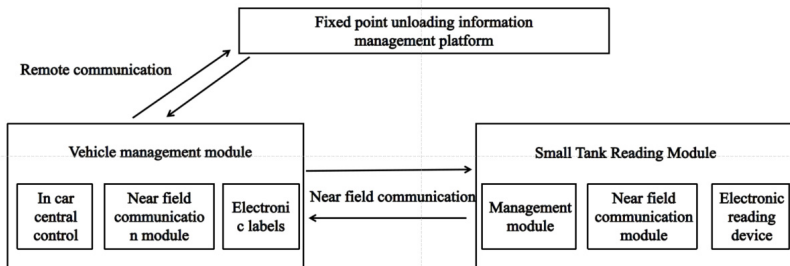 Fixed point unloading information
management platform
Remote communication
Vehicle management module
In car
central
control
Near field
communicatio
n module
Electroni
c labels
Near field communication
Small Tank Reading Module
Management
module
Near field
communication
module
Electronic
reading
device